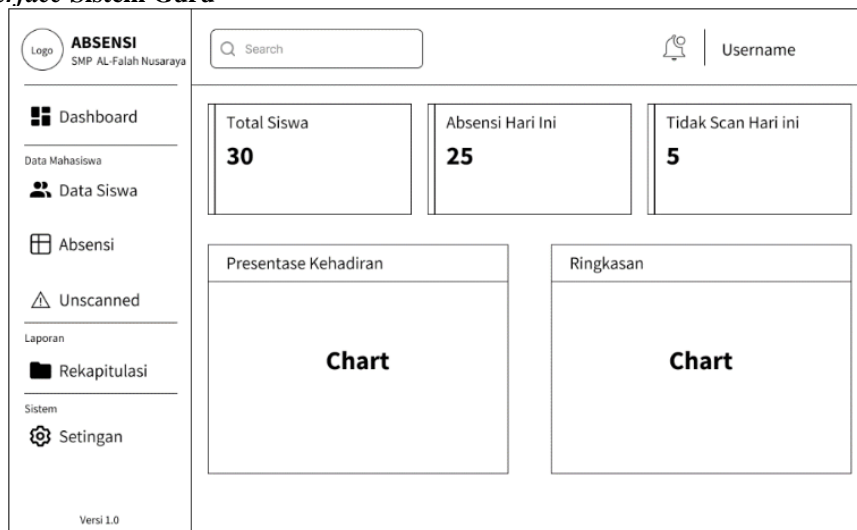 Sistem Guru
Logo
ABSENSI
SMP AL-Falah Nusaraya
Search
Username
Dashboard
Data Mahasiswa
Data Siswa
Absensi
Unscanned
Laporan
Rekapitulasi
Sistem
Setingan
Versi 1.0
Total Siswa
30
Absensi Hari Ini
25
Tidak Scan Hari ini
5
Presentase Kehadiran
Chart
Ringkasan
Chart